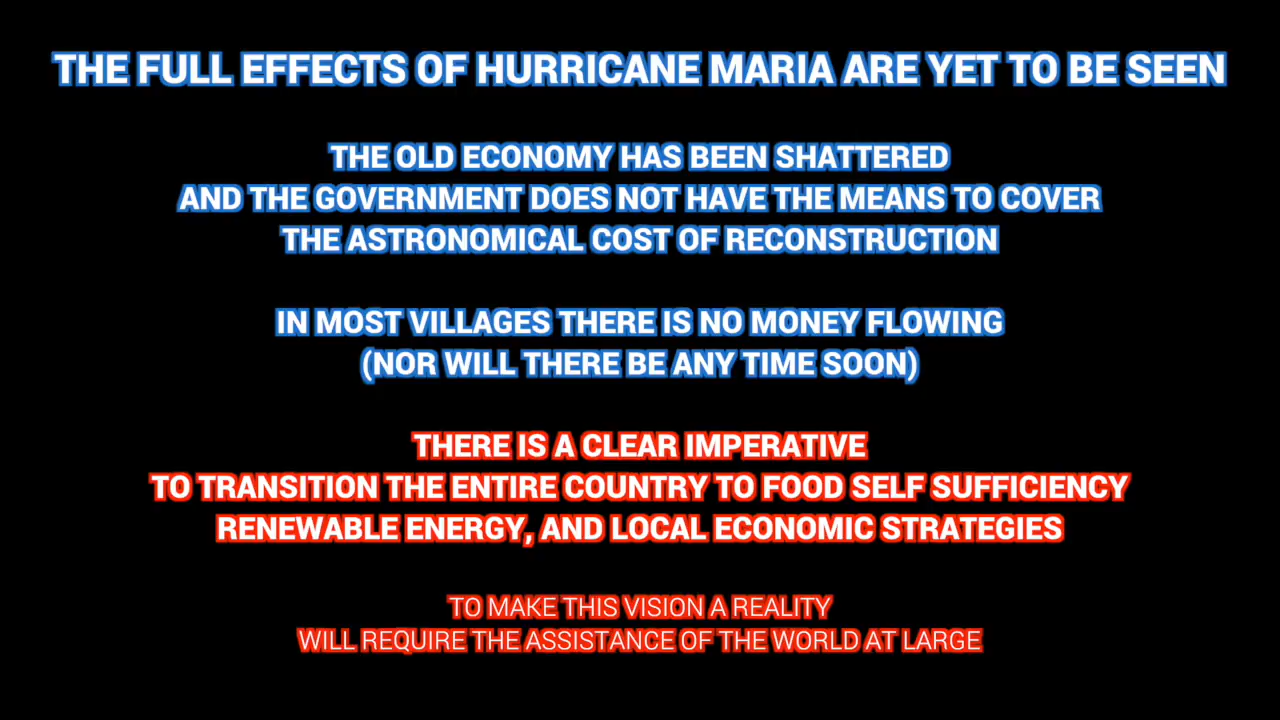 THE FULL EFFECTS OF HURRICANE MARIA ARE YET TO BE SEEN
THE OLD ECONOMY HAS BEEN SHATTERED
AND THE GOVERNMENT DOES NOT HAVE THE MEANS TO COVER
THE ASTRONOMICAL COST OF RECONSTRUCTION
IN MOST VILLAGES THERE IS NO MONEY FLOWING
(NOR WILL THERE BE ANY TIME SOON)
THERE IS A CLEAR IMPERATIVE
TO TRANSITION THE ENTIRE COUNTRY TO FOOD SELF SUFFICIENCY
RENEWABLE ENERGY, AND LOCAL ECONOMIC STRATEGIES
TO MAKE THIS VISION A REALITY
WILL REQUIRE THE ASSISTANCE OF THE WORLD AT LARGE